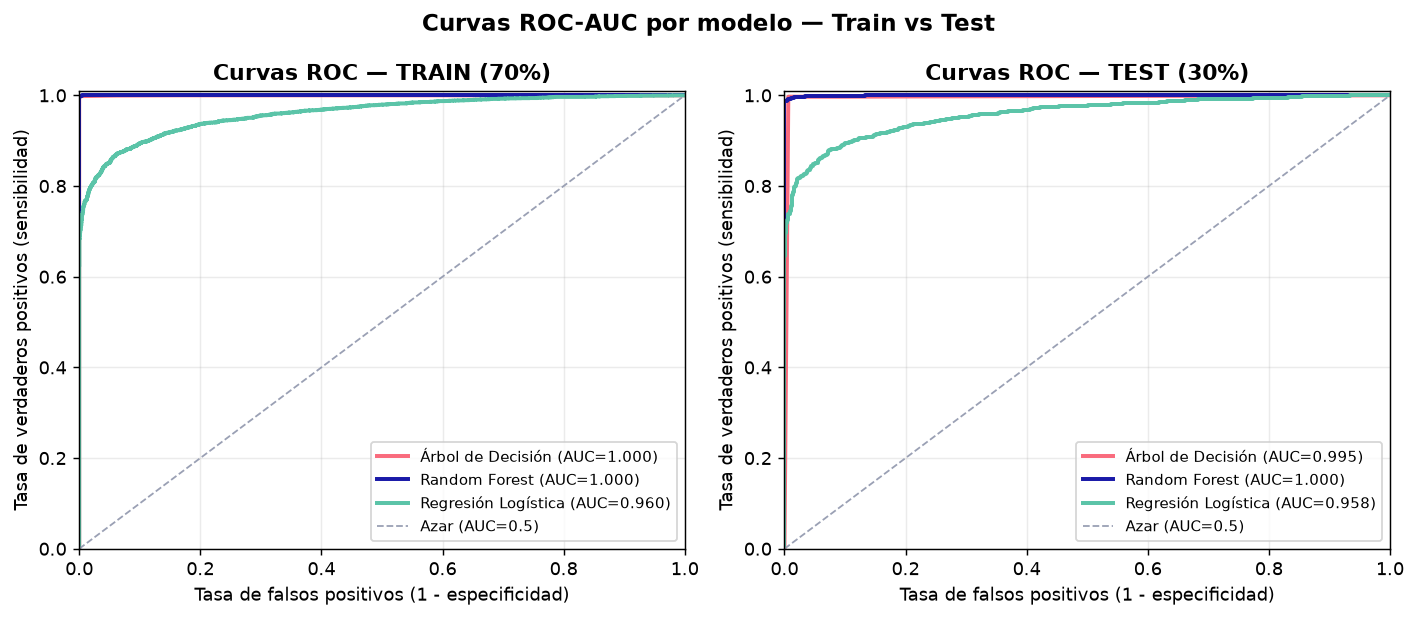 Curvas ROC-AUC por modelo — Train vs Test
Curvas ROC — TRAIN (70%)
Tasa de verdaderos positivos (sensibilidad)
1.0
0.8
0.6
0.4
0.2
0.0
0.0 0.2 0.4 0.6 0.8 1.0
Tasa de falsos positivos (1 - especificidad)
Árbol de Decisión (AUC=1.000)
Random Forest (AUC=1.000)
Regresión Logística (AUC=0.960)
Azar (AUC=0.5)
Curvas ROC — TEST (30%)
Tasa de verdaderos positivos (sensibilidad)
1.0
0.8
0.6
0.4
0.2
0.0
0.0 0.2 0.4 0.6 0.8 1.0
Tasa de falsos positivos (1 - especificidad)
Árbol de Decisión (AUC=0.995)
Random Forest (AUC=1.000)
Regresión Logística (AUC=0.958)
Azar (AUC=0.5)